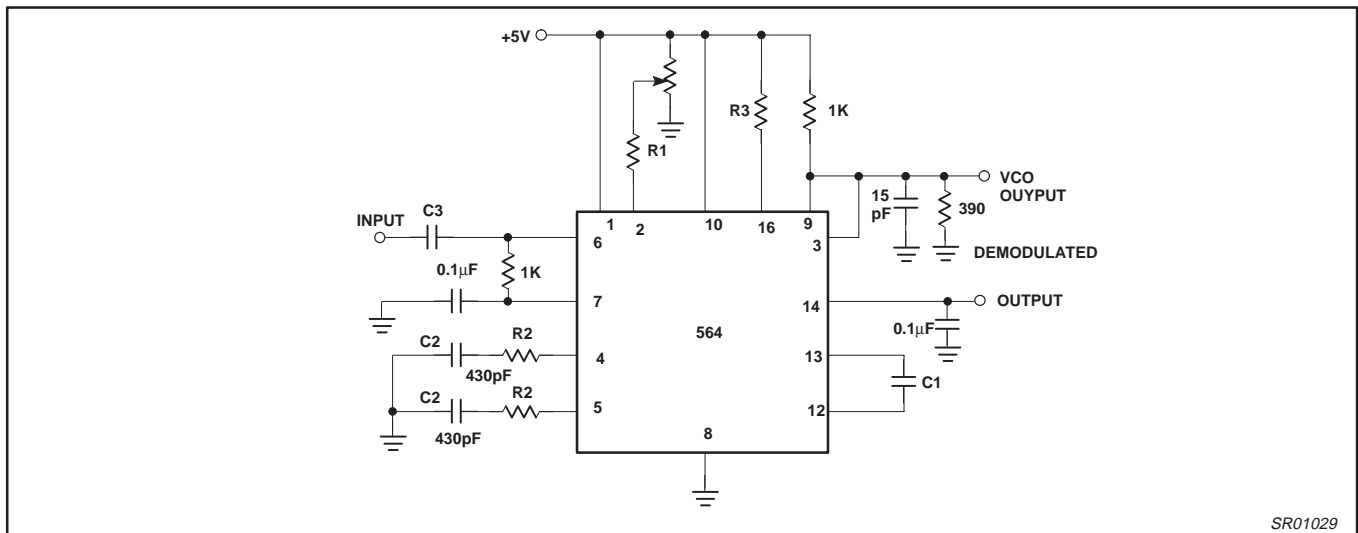 +5V
R1
R3
1K
VCO
OUYPUT
15
pF
390
DEMODULATED
INPUT
C3
1 2 10 16 9
6
3
1K
0.1µF
7
14
OUTPUT
0.1µF
564
C2
R2
4
430pF
13
C1
C2
R2
5
12
430pF
8
SR01029